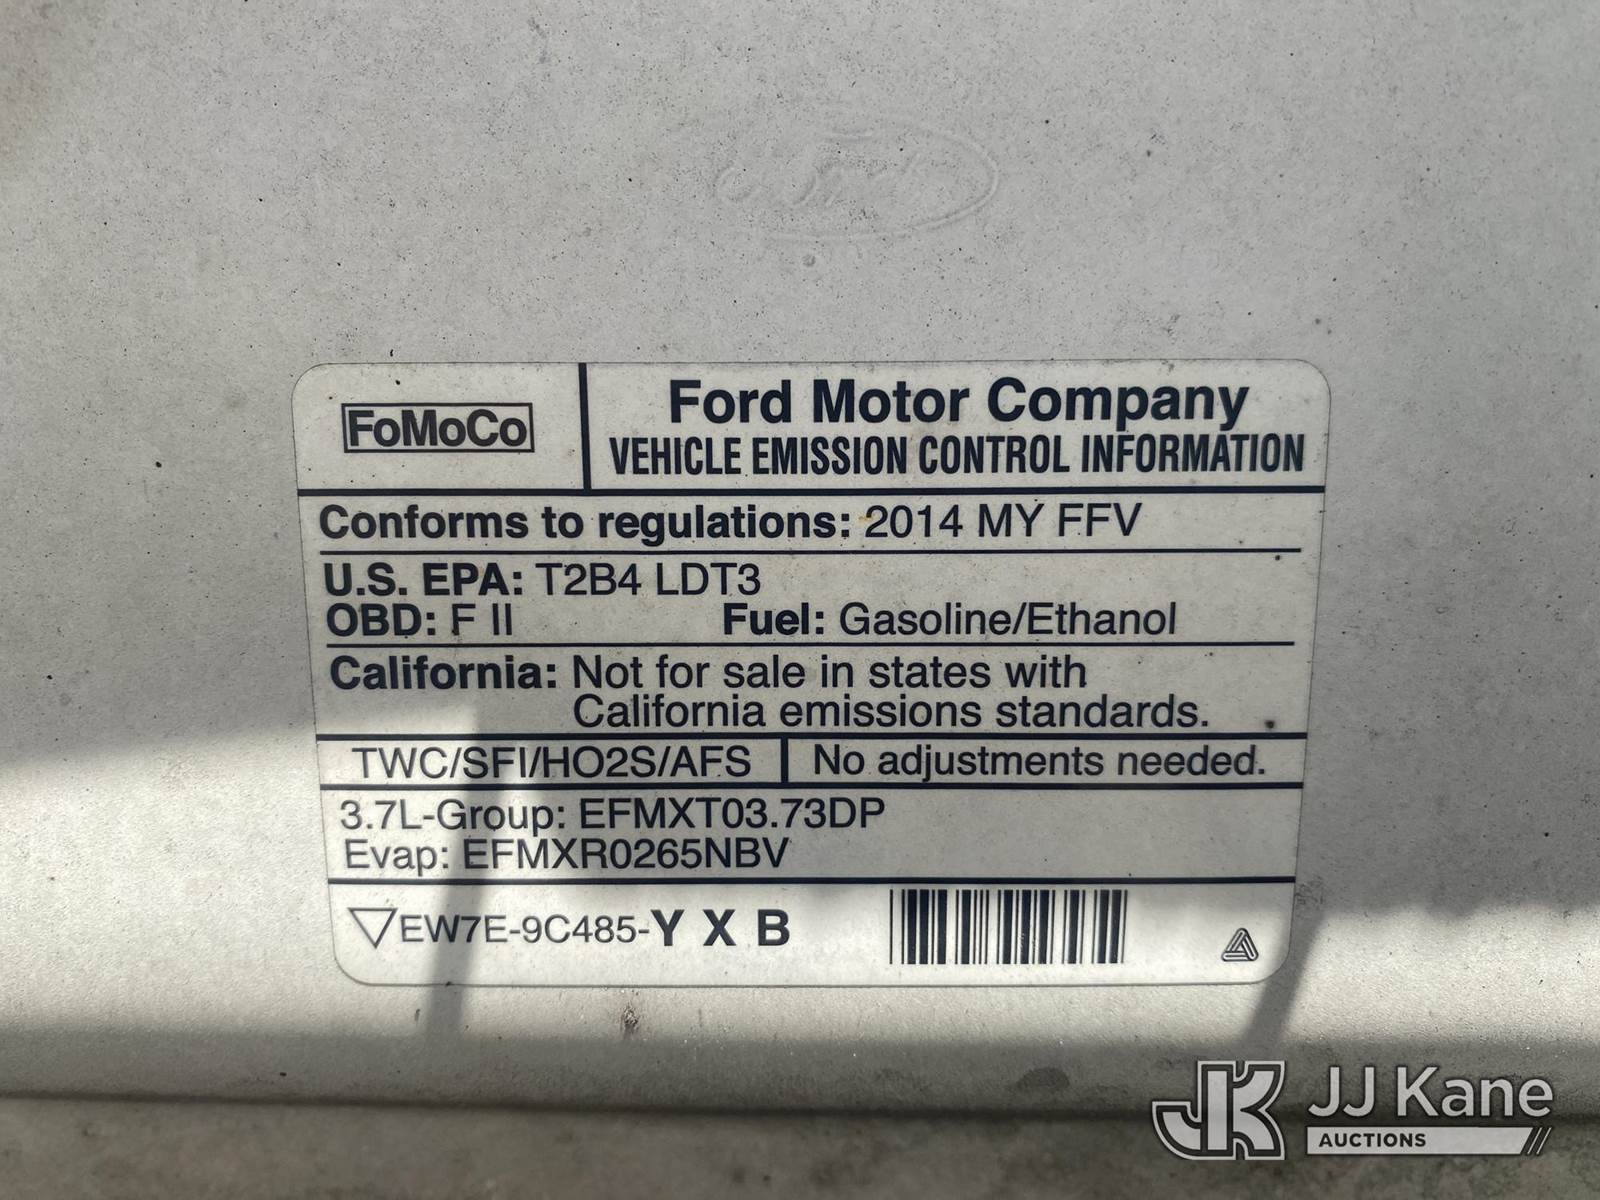 Ford
FoMoCo
Ford Motor Company
VEHICLE EMISSION CONTROL INFORMATION
Conforms to regulations: 2014 MY FFV
U.S. EPA: T2B4 LDT3
OBD: F II Fuel: Gasoline/Ethanol
California: Not for sale in states with
California emissions standards.
TWC/SFI/HO2S/AFS No adjustments needed.
3.7L-Group: EFMXT03.73DP
Evap: EFMXR0265NBV
EW7E-9C485-Y X B
JK JJ Kane
AUCTIONS